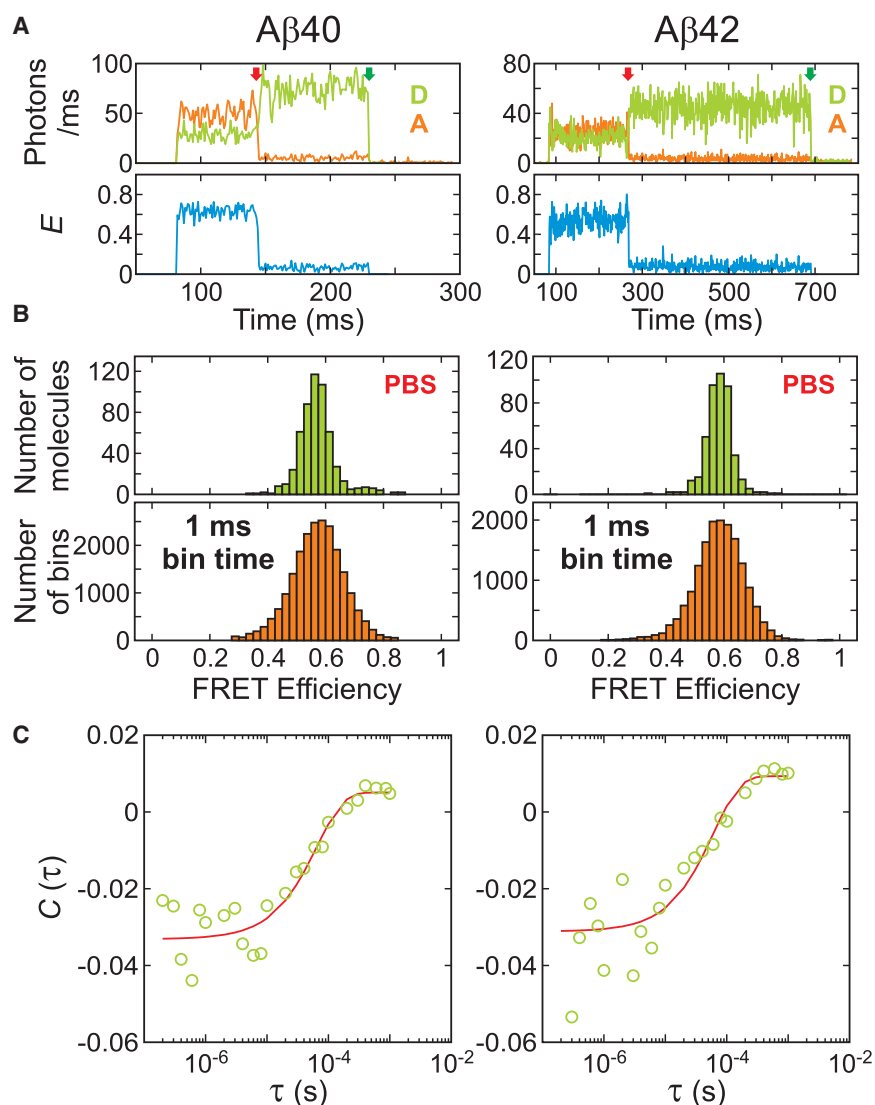 A
Aβ40
Aβ42
Photons
/ms
100
50
0
D
A
80
60
40
20
0
D
A
E
0.8
0.4
0
0.8
0.4
0
100
200
300
Time (ms)
100
300
500
700
Time (ms)
B
Number of
molecules
120
80
40
0
PBS
120
80
40
0
PBS
Number
of bins
2000
1000
0
1 ms
bin time
2000
1000
0
1 ms
bin time
0
0.2
0.4
0.6
0.8
1
FRET Efficiency
0
0.2
0.4
0.6
0.8
1
FRET Efficiency
C
C (τ)
0.02
0
-0.02
-0.04
-0.06
0.02
0
-0.02
-0.04
-0.06
10-6
10-4
10-2
τ (s)
10-6
10-4
10-2
τ (s)